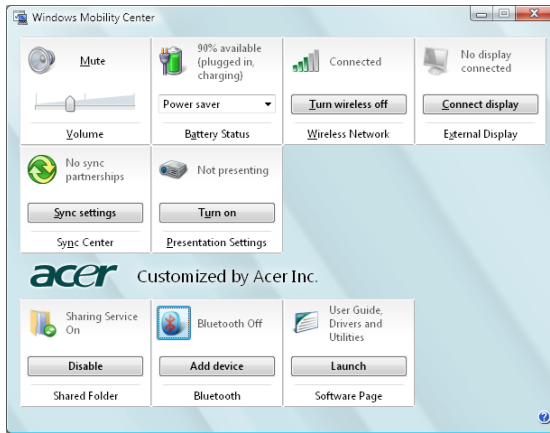 Windows Mobility Center
Mute
Volume
90% available
(plugged in,
charging)
Power saver
Battery Status
Connected
Turn wireless off
Wireless Network
No display
connected
Connect display
External Display
No sync
partnerships
Sync settings
Sync Center
Not presenting
Turn on
Presentation Settings
acer Customized by Acer Inc.
Sharing Service
On
Disable
Shared Folder
Bluetooth Off
Add device
Bluetooth
User Guide,
Drivers and
Utilities
Launch
Software Page